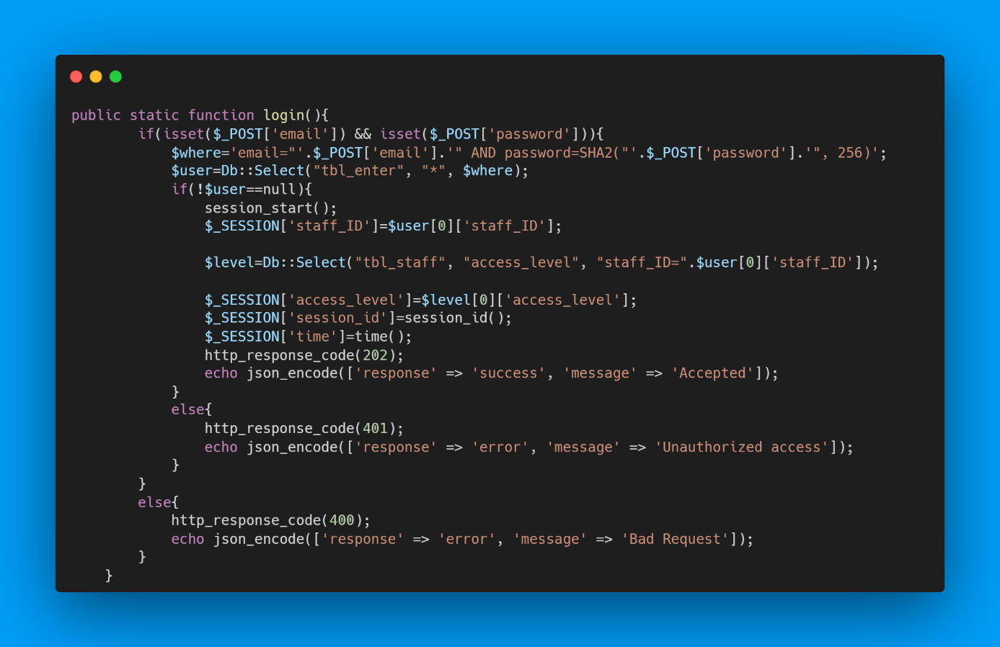 public static function login(){
        if(isset($_POST['email']) && isset($_POST['password'])){
            $where='email="'.$_POST['email'].'" AND password=SHA2("'.$_POST['password'].'", 256)';
            $user=Db::Select("tbl_enter", "*", $where);
            if(!$user==null){
                session_start();
                $_SESSION['staff_ID']=$user[0]['staff_ID'];
                $level=Db::Select("tbl_staff", "access_level", "staff_ID=".$user[0]['staff_ID']);
                $_SESSION['access_level']=$level[0]['access_level'];
                $_SESSION['session_id']=session_id();
                $_SESSION['time']=time();
                http_response_code(202);
                echo json_encode(['response' => 'success', 'message' => 'Accepted']);
            }
            else{
                http_response_code(401);
                echo json_encode(['response' => 'error', 'message' => 'Unauthorized access']);
            }
        }
        else{
            http_response_code(400);
            echo json_encode(['response' => 'error', 'message' => 'Bad Request']);
        }
    }